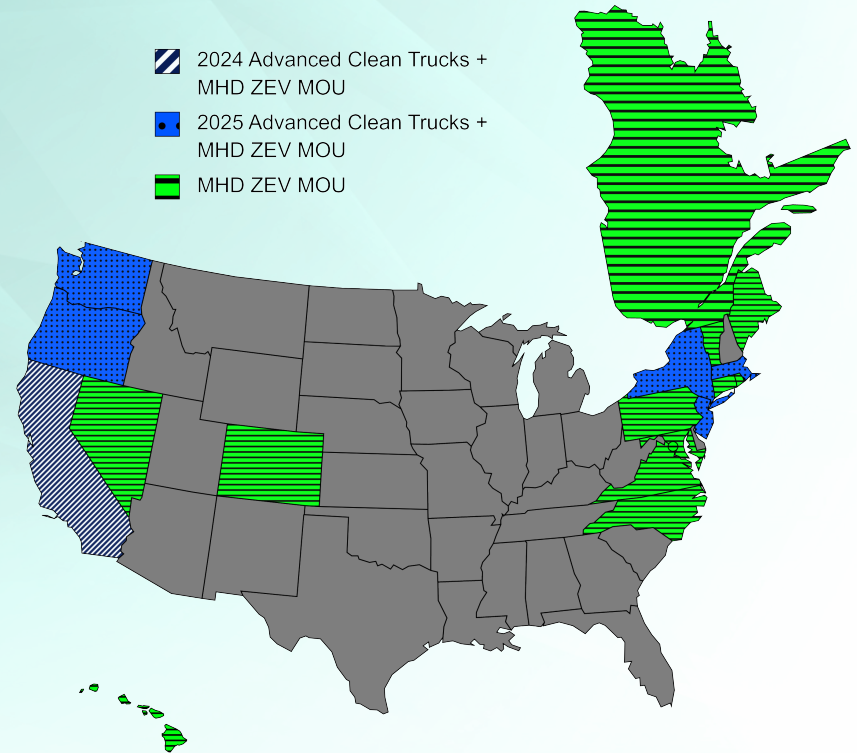 2024 Advanced Clean Trucks +
MHD ZEV MOU
2025 Advanced Clean Trucks +
MHD ZEV MOU
MHD ZEV MOU